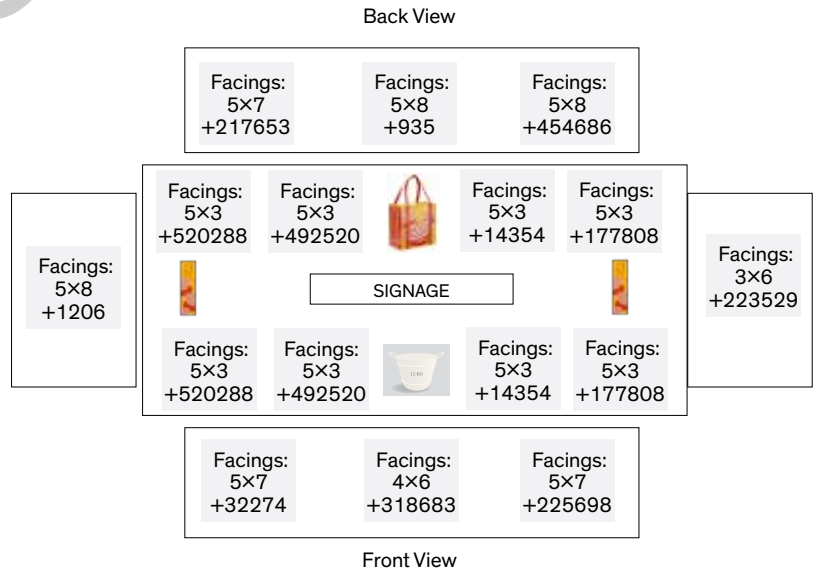 Back View
Facings:
5×7
+217653
Facings:
5×8
+935
Facings:
5×8
+454686
Facings:
5×3
+520288
Facings:
5×3
+492520
Facings:
5×3
+14354
Facings:
5×3
+177808
Facings:
5×8
+1206
SIGNAGE
Facings:
3×6
+223529
Facings:
5×3
+520288
Facings:
5×3
+492520
LCBO
Facings:
5×3
+14354
Facings:
5×3
+177808
Facings:
5×7
+32274
Facings:
4×6
+318683
Facings:
5×7
+225698
Front View